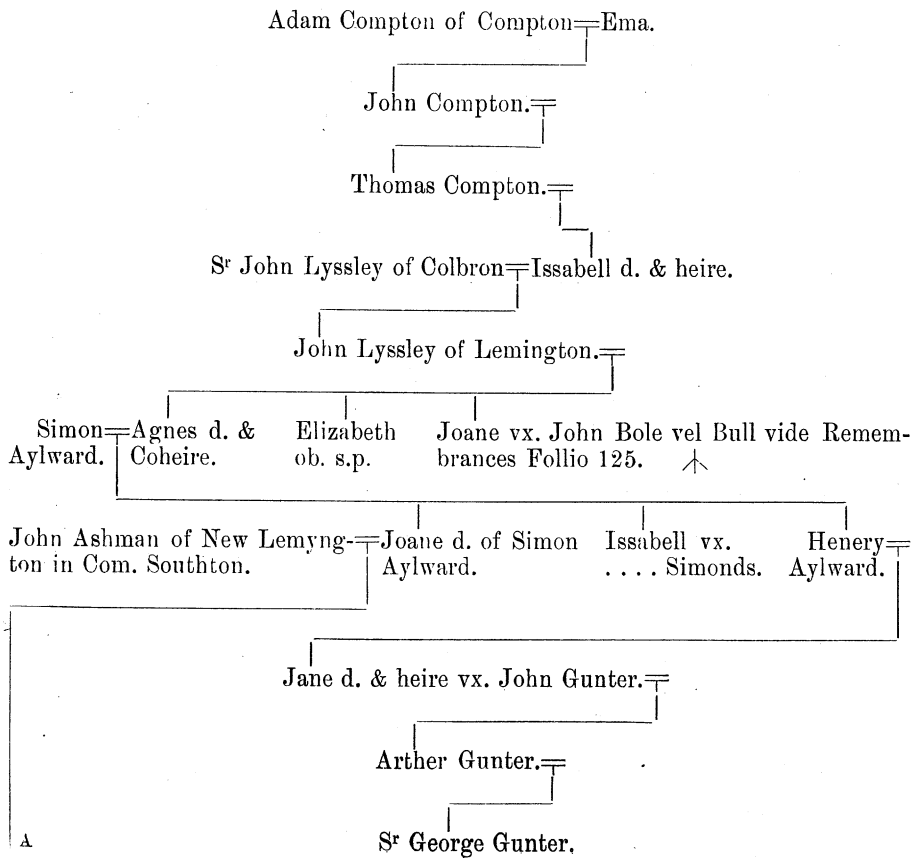 Adam Compton of Compton Ema.
John Compton.
Thomas Compton.
Sr John Lyssley of Colbron Issabell d. & heire.
John Lyssley of Lemington.
Simon Agnes d. & Elizabeth Joane vx. John Bole vel Bull vide Remem-
Aylward. Coheire. ob. s.p. brances Follio 125.
John Ashman of New Lemyng- Joane d. of Simon Issabell vx. Henery
ton in Com. Southton. Aylward. .... Simonds. Aylward.
Jane d. & heire vx. John Gunter.
Arther Gunter.
A Sr George Gunter.